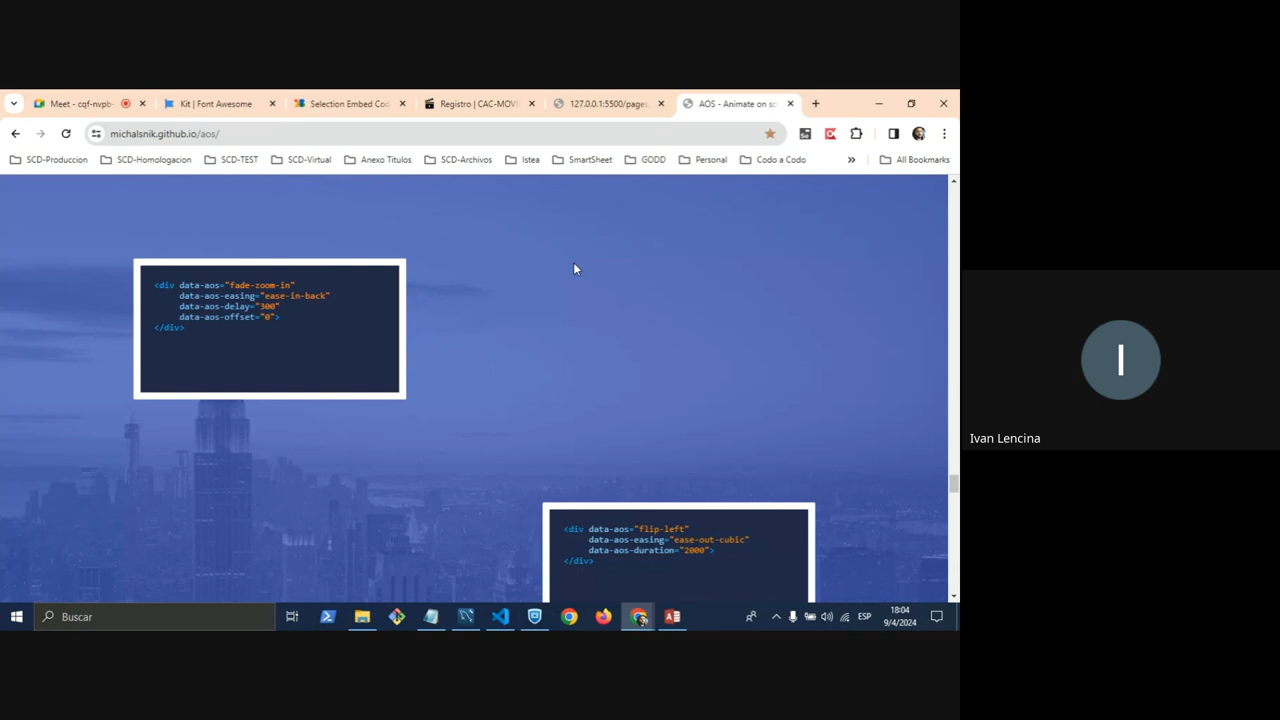 Meet - cqf-nvpb-
Kit | Font Awesome
Selection Embed Cod
Registro | CAC-MOVI
127.0.0.1:5500/pages
AOS - Animate on sc
michalsnik.github.io/aos/
SCD-Produccion
SCD-Homologacion
SCD-TEST
SCD-Virtual
Anexo Titulos
SCD-Archivos
Istea
SmartSheet
GODD
Personal
Codo a Codo
»
All Bookmarks
<div data-aos="fade-zoom-in"
data-aos-easing="ease-in-back"
data-aos-delay="300"
data-aos-offset="0">
</div>
<div data-aos="flip-left"
data-aos-easing="ease-out-cubic"
data-aos-duration="2000">
</div>
I
Ivan Lencina
Buscar
ESP
18:04
9/4/2024